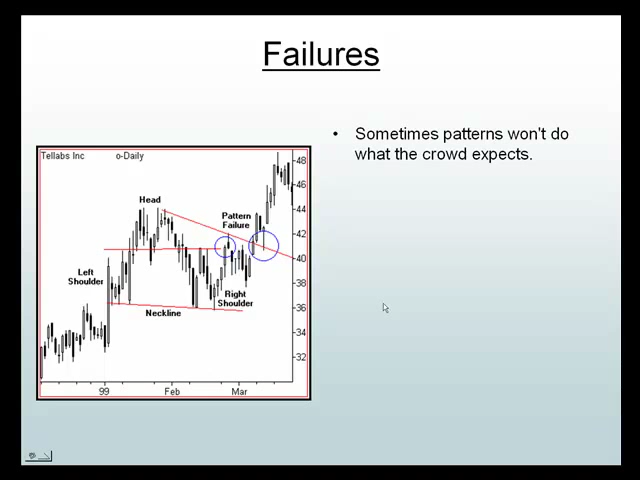 Failures
• Sometimes patterns won't do
what the crowd expects.
Tellabs Inc o-Daily
48
46
44
42
40
38
36
34
32
Head
Pattern
Failure
Left
Shoulder
Right
Shoulder
Neckline
99 Feb Mar